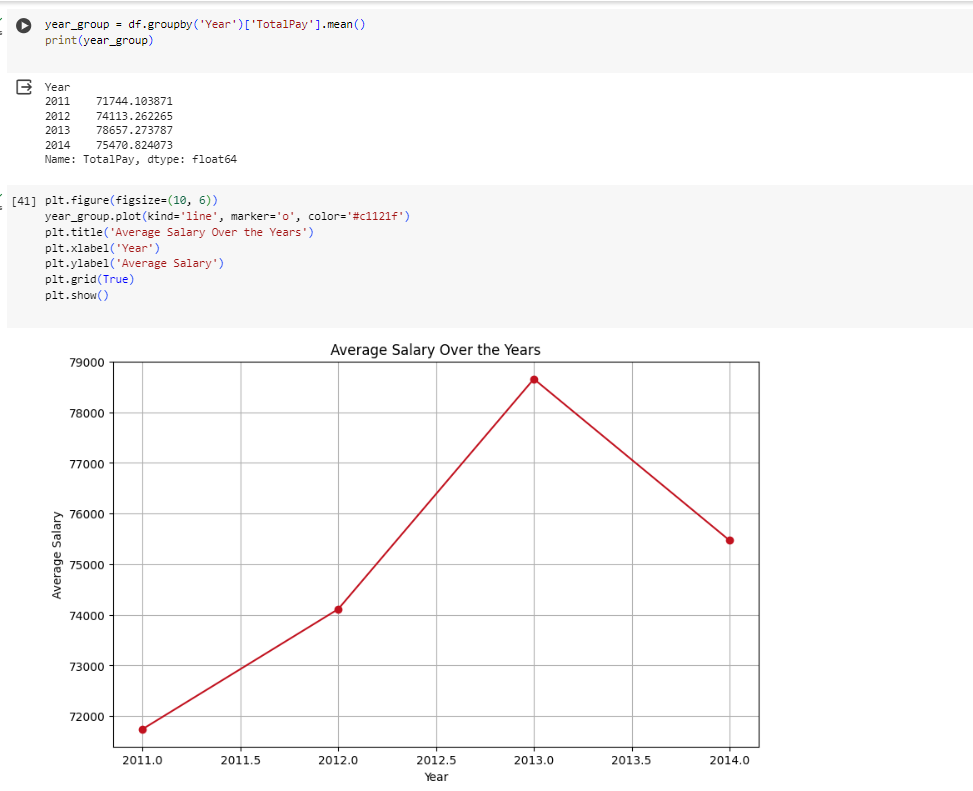 year_group = df.groupby('Year')['TotalPay'].mean()
print(year_group)
Year
2011    71744.103871
2012    74113.262265
2013    78657.273787
2014    75470.824073
Name: TotalPay, dtype: float64
[41] plt.figure(figsize=(10, 6))
year_group.plot(kind='line', marker='o', color='#c1121f')
plt.title('Average Salary Over the Years')
plt.xlabel('Year')
plt.ylabel('Average Salary')
plt.grid(True)
plt.show()
Average Salary Over the Years
79000
78000
77000
76000
75000
74000
73000
72000
Average Salary
2011.0 2011.5 2012.0 2012.5 2013.0 2013.5 2014.0
Year